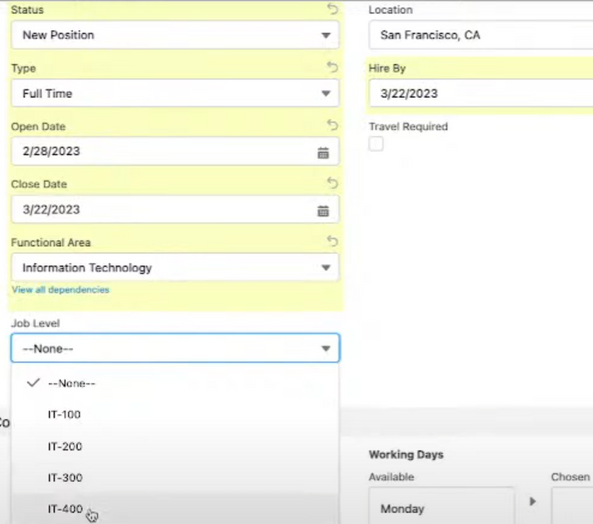 Status
New Position
Type
Full Time
Open Date
2/28/2023
Close Date
3/22/2023
Functional Area
Information Technology
View all dependencies
Job Level
--None--
--None--
IT-100
IT-200
IT-300
IT-400
Location
San Francisco, CA
Hire By
3/22/2023
Travel Required
Co
Working Days
Available
Chosen
Monday